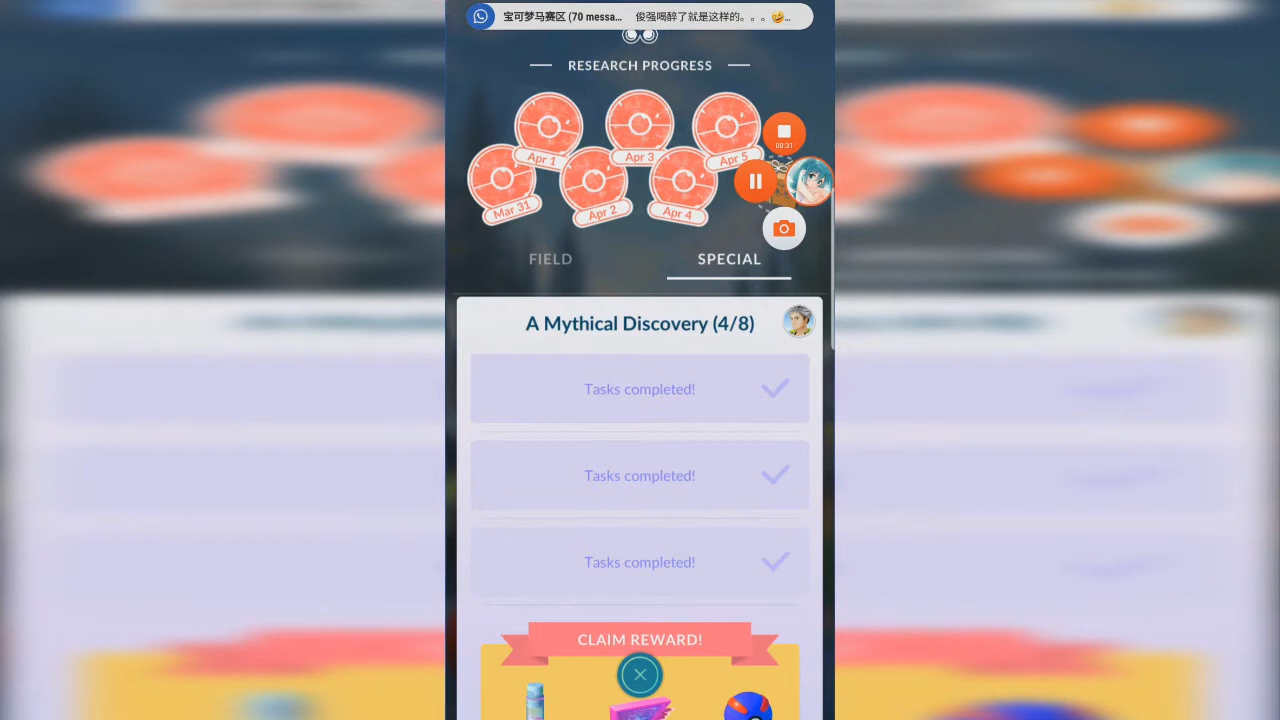 宝可梦马赛区 (70 messa... 俊强喝醉了就是这样的。。。🤣...
RESEARCH PROGRESS
Apr 1
Apr 3
Apr 5
00:31
Mar 31
Apr 2
Apr 4
FIELD
SPECIAL
A Mythical Discovery (4/8)
Tasks completed!
Tasks completed!
Tasks completed!
CLAIM REWARD!